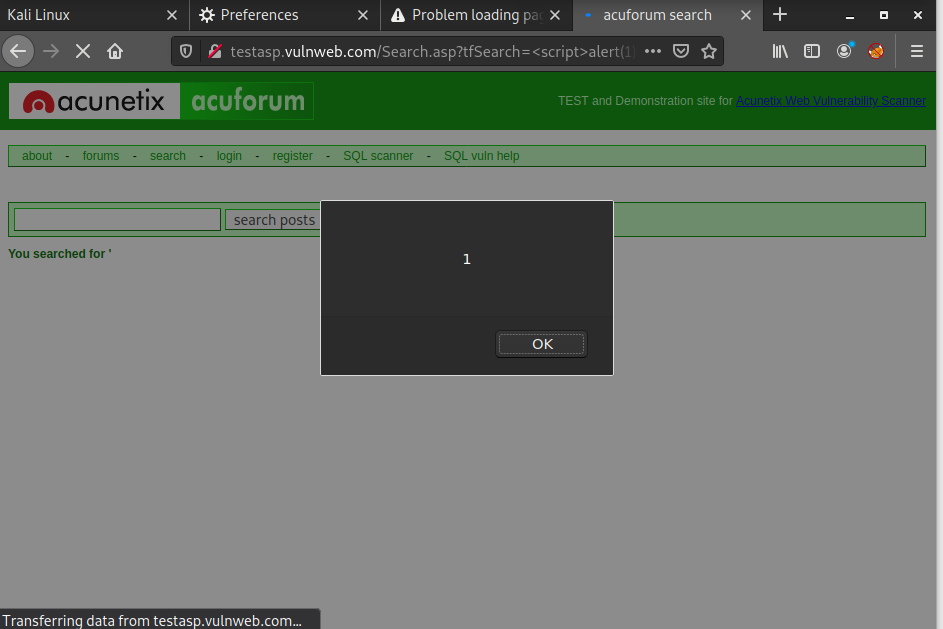 Kali Linux Preferences Problem loading pa acuforum search
testasp.vulnweb.com/Search.asp?tfSearch=<script>alert(1)
acunetix acuforum TEST and Demonstration site for Acunetix Web Vulnerability Scanner
about - forums - search - login - register - SQL scanner - SQL vuln help
search posts
You searched for '
1
OK
Transferring data from testasp.vulnweb.com...